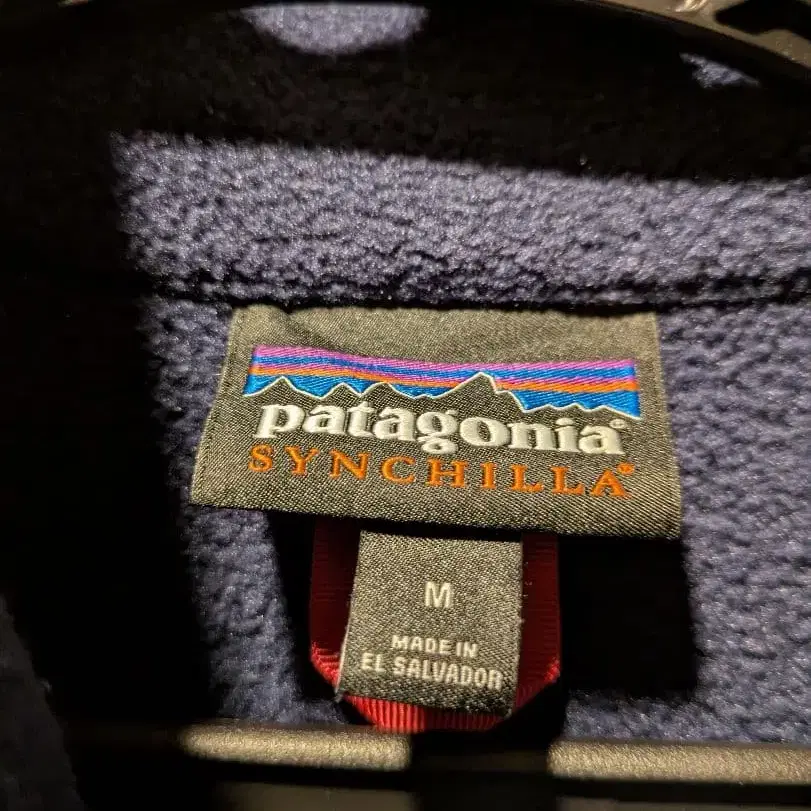 patagonia®
SYNCHILLA®
M
MADE IN
EL SALVADOR